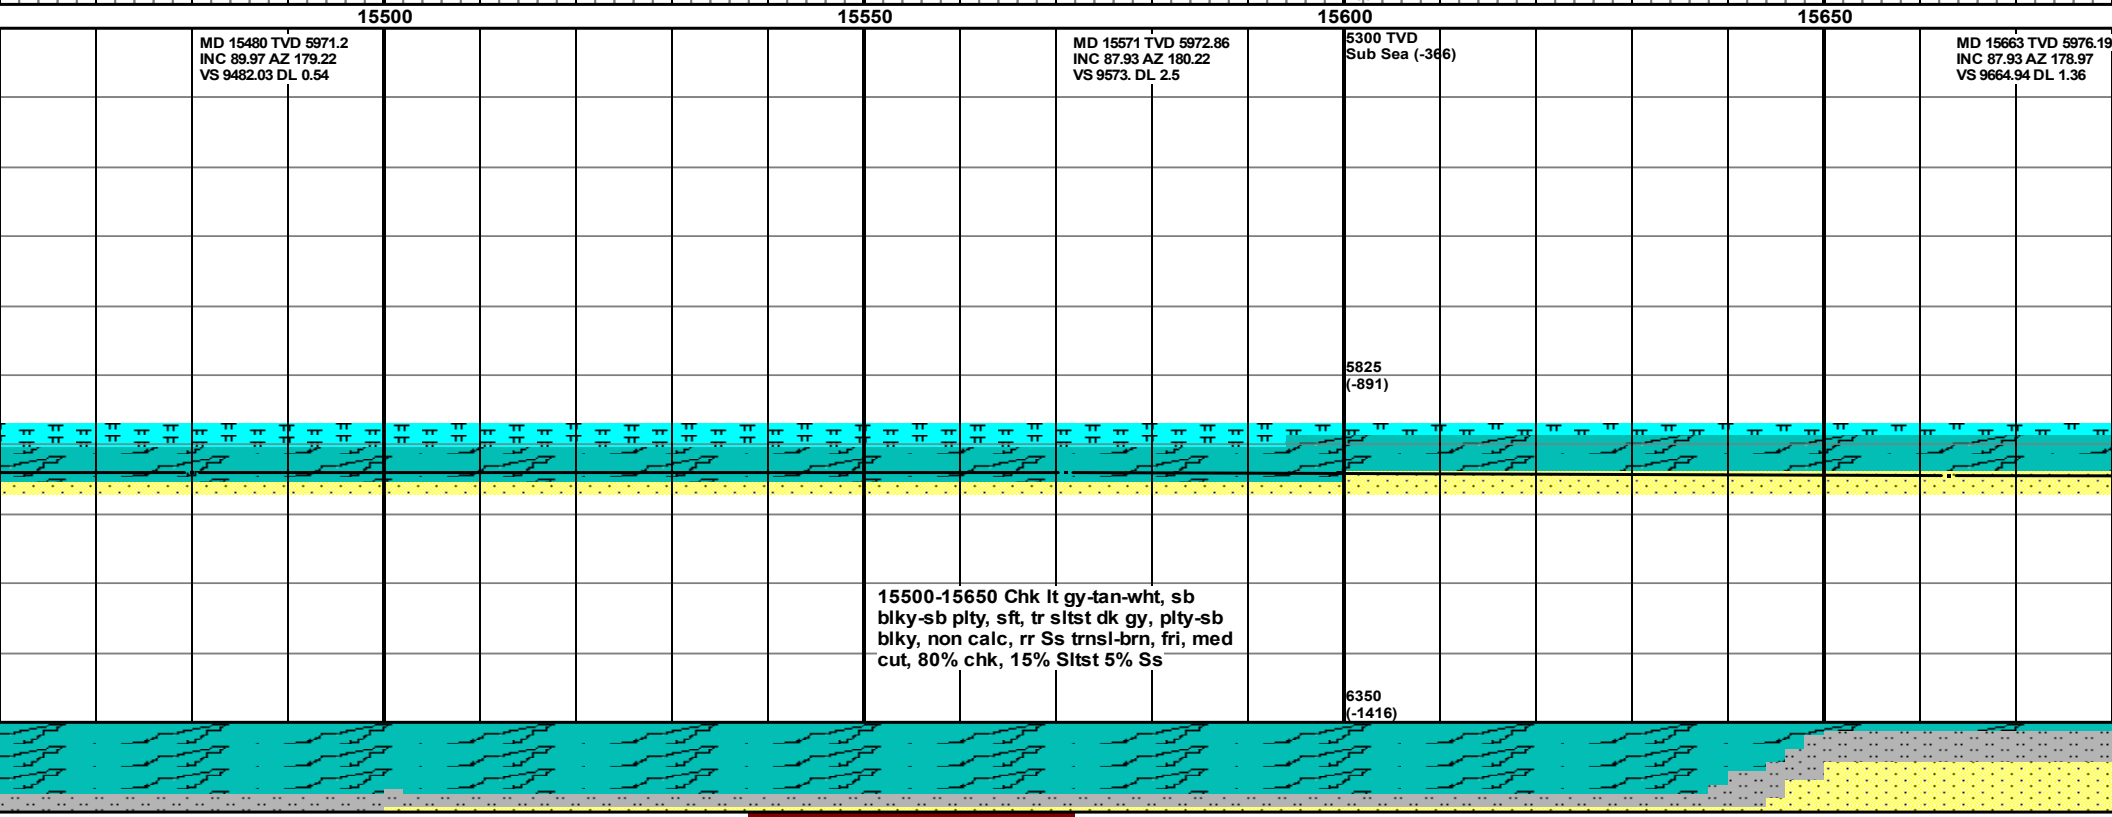 15500
15550
15600
15650
MD 15480 TVD 5971.2
INC 89.97 AZ 179.22
VS 9482.03 DL 0.54
MD 15571 TVD 5972.86
INC 87.93 AZ 180.22
VS 9573. DL 2.5
5300 TVD
Sub Sea (-366)
MD 15663 TVD 5976.19
INC 87.93 AZ 178.97
VS 9664.94 DL 1.36
5825
(-891)
15500-15650 Chk lt gy-tan-wht, sb
blky-sb plty, sft, tr sltst dk gy, plty-sb
blky, non calc, rr Ss trnsl-brn, fri, med
cut, 80% chk, 15% Sltst 5% Ss
6350
(-1416)